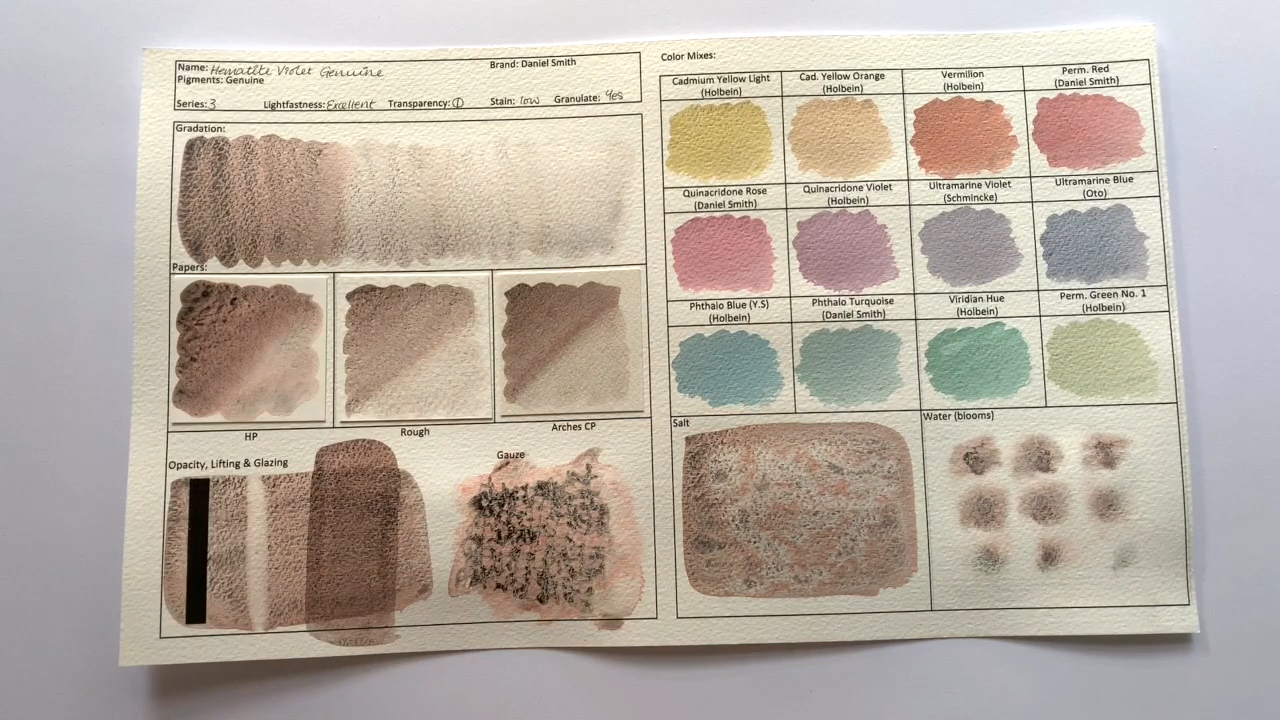 Name: Hematite Violet Genuine Brand: Daniel Smith
Pigments: Genuine
Series: 3 Lightfastness: Excellent Transparency: Stain: low Granulate: Yes
Gradation:
Papers:
HP Rough Arches CP
Opacity, Lifting & Glazing Gauze
Color Mixes:
Cadmium Yellow Light Cad. Yellow Orange Vermilion Perm. Red
(Holbein) (Holbein) (Holbein) (Daniel Smith)
Quinacridone Rose Quinacridone Violet Ultramarine Violet Ultramarine Blue
(Daniel Smith) (Holbein) (Schmincke) (Oto)
Phthalo Blue (Y.S) Phthalo Turquoise Viridian Hue Perm. Green No. 1
(Holbein) (Daniel Smith) (Holbein) (Holbein)
Salt Water (blooms)